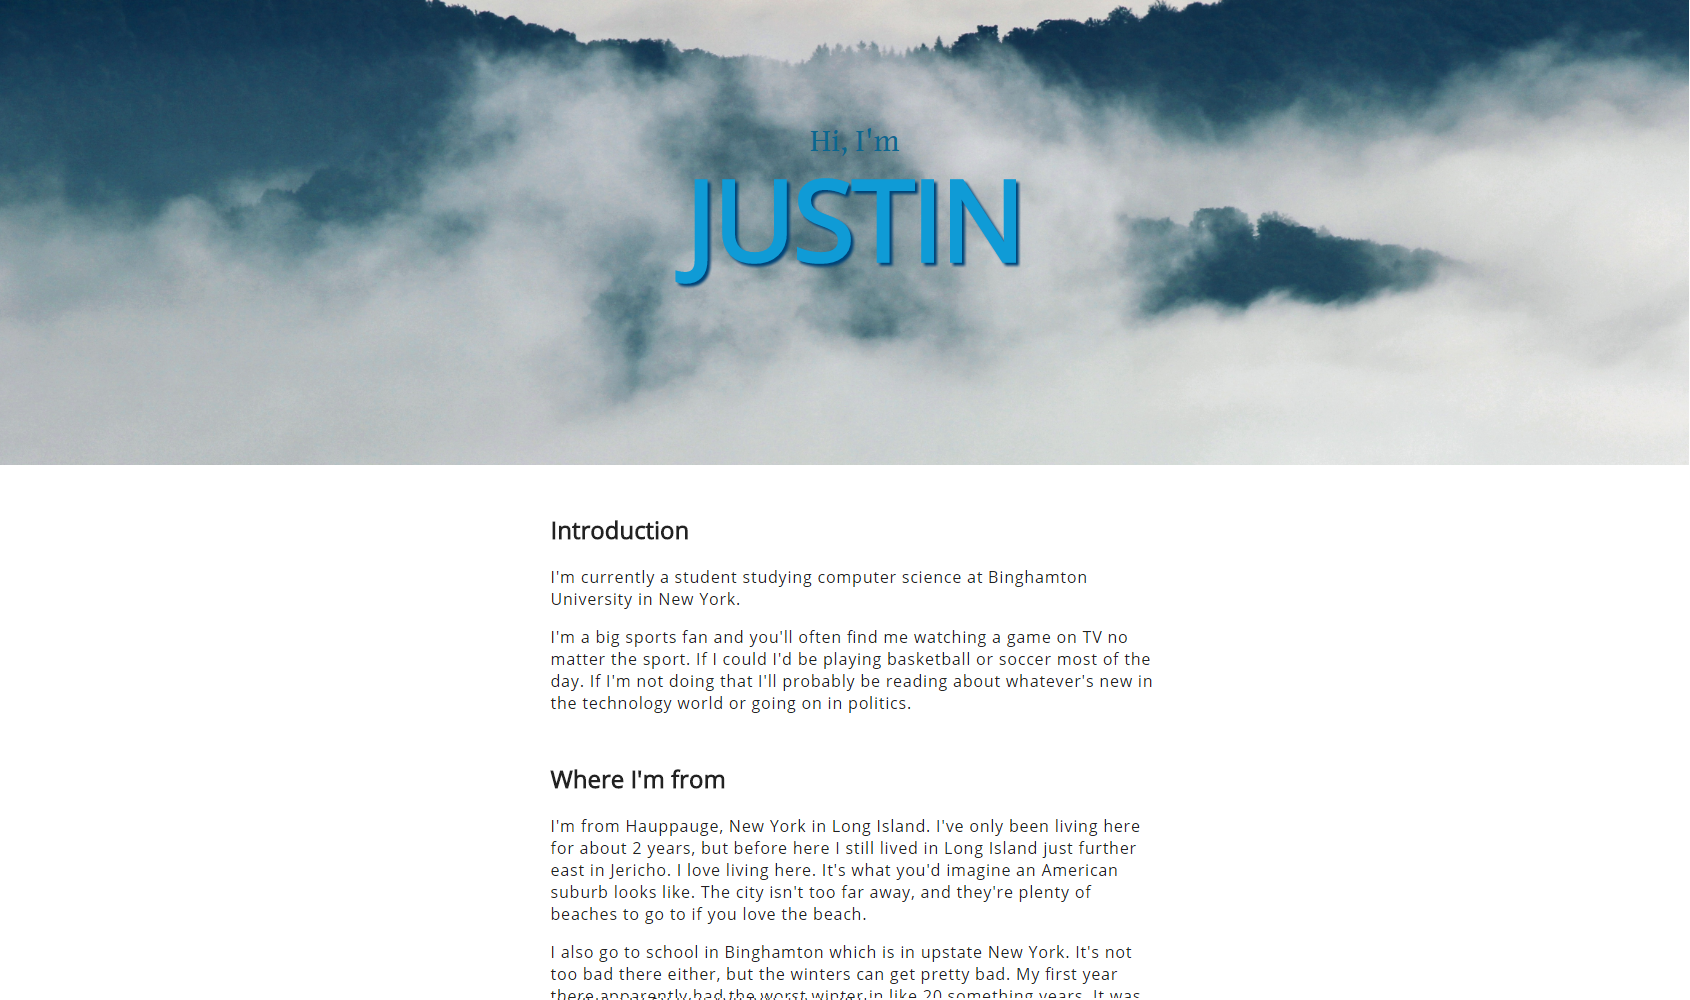 Hi, I'm
JUSTIN
Introduction
I'm currently a student studying computer science at Binghamton
University in New York.
I'm a big sports fan and you'll often find me watching a game on TV no
matter the sport. If I could I'd be playing basketball or soccer most of the
day. If I'm not doing that I'll probably be reading about whatever's new in
the technology world or going on in politics.
Where I'm from
I'm from Hauppauge, New York in Long Island. I've only been living here
for about 2 years, but before here I still lived in Long Island just further
east in Jericho. I love living here. It's what you'd imagine an American
suburb looks like. The city isn't too far away, and they're plenty of
beaches to go to if you love the beach.
I also go to school in Binghamton which is in upstate New York. It's not
too bad there either, but the winters can get pretty bad. My first year
there apparently had the worst winter in like 20 something years. It was